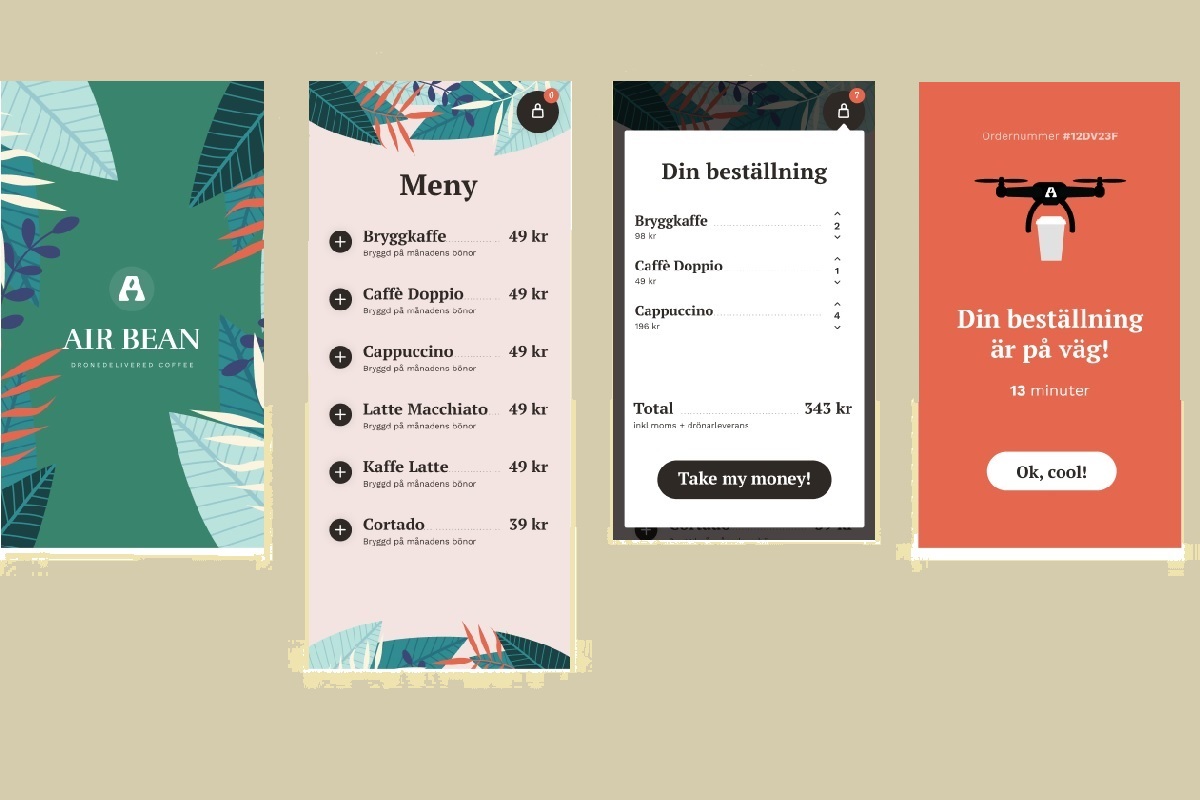 AIR BEAN
DRONEDELIVERED COFFEE
0
Meny
Bryggkaffe 49 kr
Bryggd på månadens bönor
Caffè Doppio 49 kr
Bryggd på månadens bönor
Cappuccino 49 kr
Bryggd på månadens bönor
Latte Macchiato 49 kr
Bryggd på månadens bönor
Kaffe Latte 49 kr
Bryggd på månadens bönor
Cortado 39 kr
Bryggd på månadens bönor
7
Din beställning
Bryggkaffe 2
98 kr
Caffè Doppio 1
49 kr
Cappuccino 4
196 kr
Total 343 kr
inkl moms + drönarleverans
Take my money!
Cortado 39 kr
Ordernummer #12DV23F
Din beställning
är på väg!
13 minuter
Ok, cool!